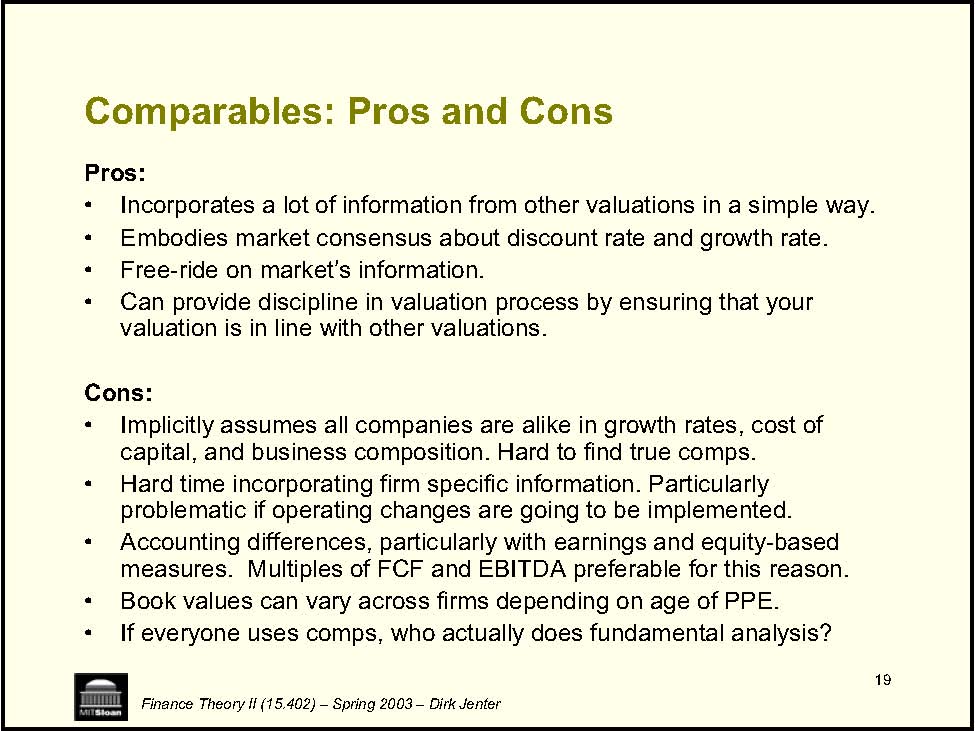 Comparables: Pros and Cons
Pros:
• Incorporates a lot of information from other valuations in a simple way.
• Embodies market consensus about discount rate and growth rate.
• Free-ride on market's information.
• Can provide discipline in valuation process by ensuring that your
valuation is in line with other valuations.
Cons:
• Implicitly assumes all companies are alike in growth rates, cost of
capital, and business composition. Hard to find true comps.
• Hard time incorporating firm specific information. Particularly
problematic if operating changes are going to be implemented.
• Accounting differences, particularly with earnings and equity-based
measures.  Multiples of FCF and EBITDA preferable for this reason.
• Book values can vary across firms depending on age of PPE.
• If everyone uses comps, who actually does fundamental analysis?
19
MITSloan
Finance Theory II (15.402) – Spring 2003 – Dirk Jenter